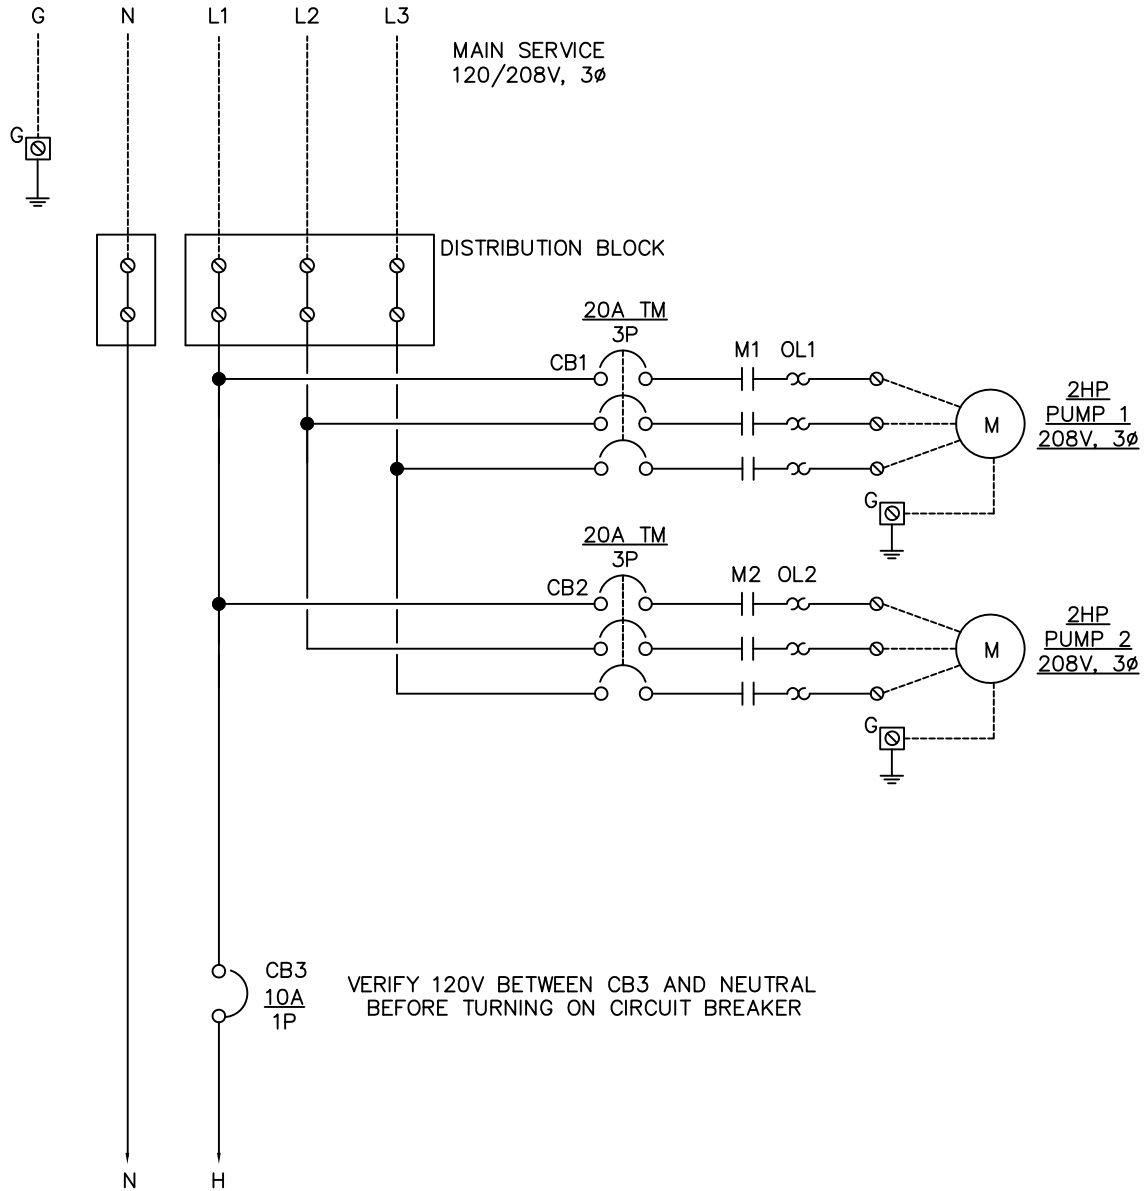 G N L1 L2 L3
MAIN SERVICE
120/208V, 3Ø
G
DISTRIBUTION BLOCK
20A TM
3P
CB1
M1 OL1
2HP
PUMP 1
208V, 3Ø
M
G
20A TM
3P
CB2
M2 OL2
2HP
PUMP 2
208V, 3Ø
M
G
CB3
10A
1P
VERIFY 120V BETWEEN CB3 AND NEUTRAL
BEFORE TURNING ON CIRCUIT BREAKER
N H